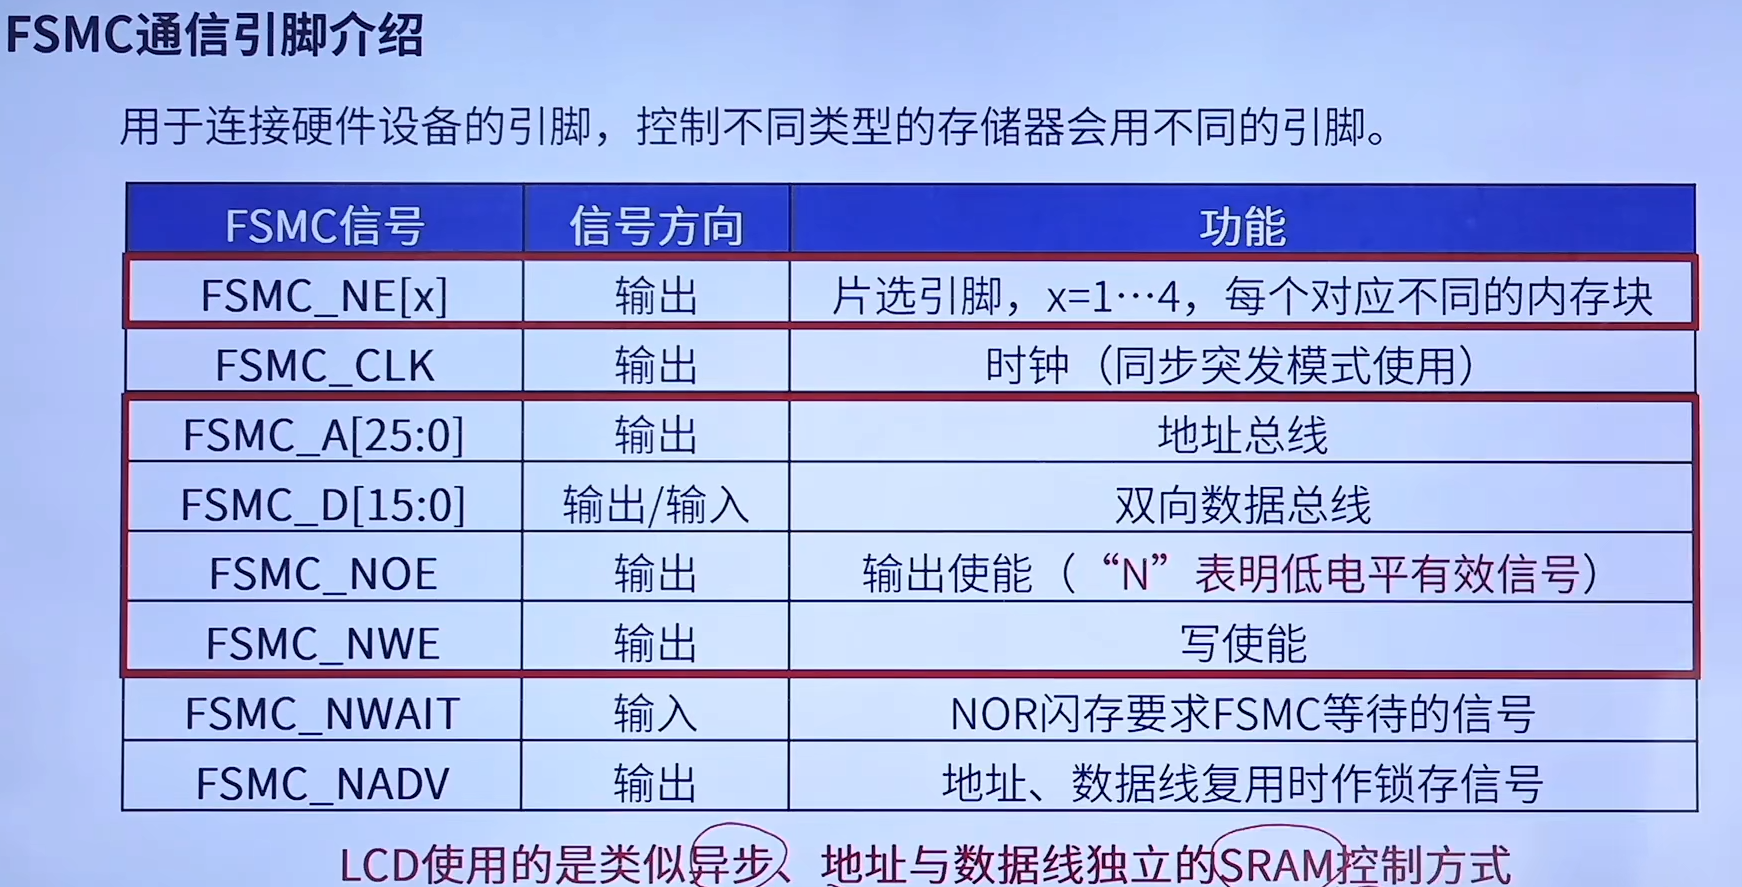 FSMC通信引脚介绍
用于连接硬件设备的引脚，控制不同类型的存储器会用不同的引脚。
FSMC信号 信号方向 功能
FSMC_NE[x] 输出 片选引脚，x=1…4，每个对应不同的内存块
FSMC_CLK 输出 时钟（同步突发模式使用）
FSMC_A[25:0] 输出 地址总线
FSMC_D[15:0] 输出/输入 双向数据总线
FSMC_NOE 输出 输出使能（“N”表明低电平有效信号）
FSMC_NWE 输出 写使能
FSMC_NWAIT 输入 NOR闪存要求FSMC等待的信号
FSMC_NADV 输出 地址、数据线复用时作锁存信号
LCD使用的是类似异步、地址与数据线独立的SRAM控制方式